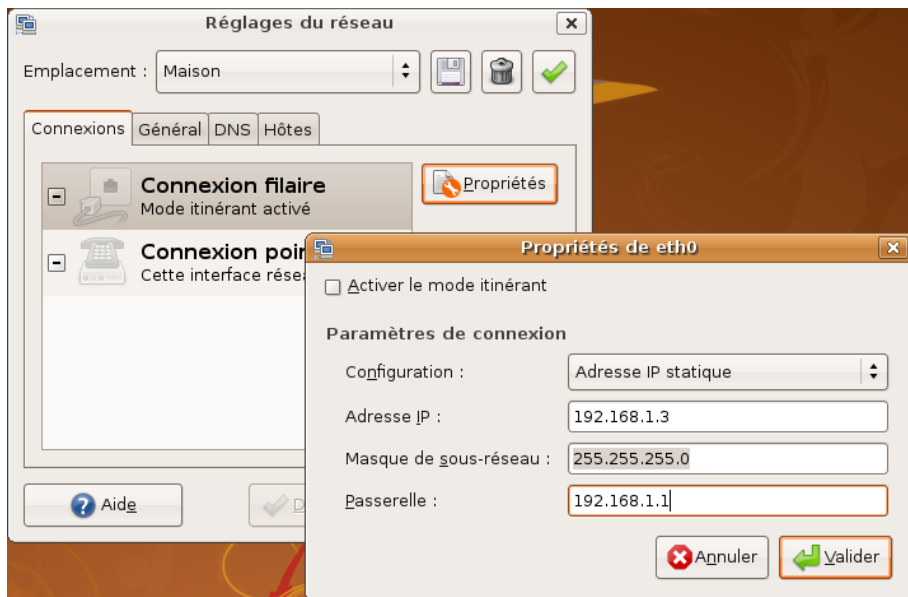 Réglages du réseau
Emplacement : Maison
Connexions Général DNS Hôtes
Connexion filaire
Mode itinérant activé
Propriétés
Connexion
Cette interface
Aide
Propriétés de eth0
Activer le mode itinérant
Paramètres de connexion
Configuration : Adresse IP statique
Adresse IP : 192.168.1.3
Masque de sous-réseau : 255.255.255.0
Passerelle : 192.168.1.1
Annuler Valider